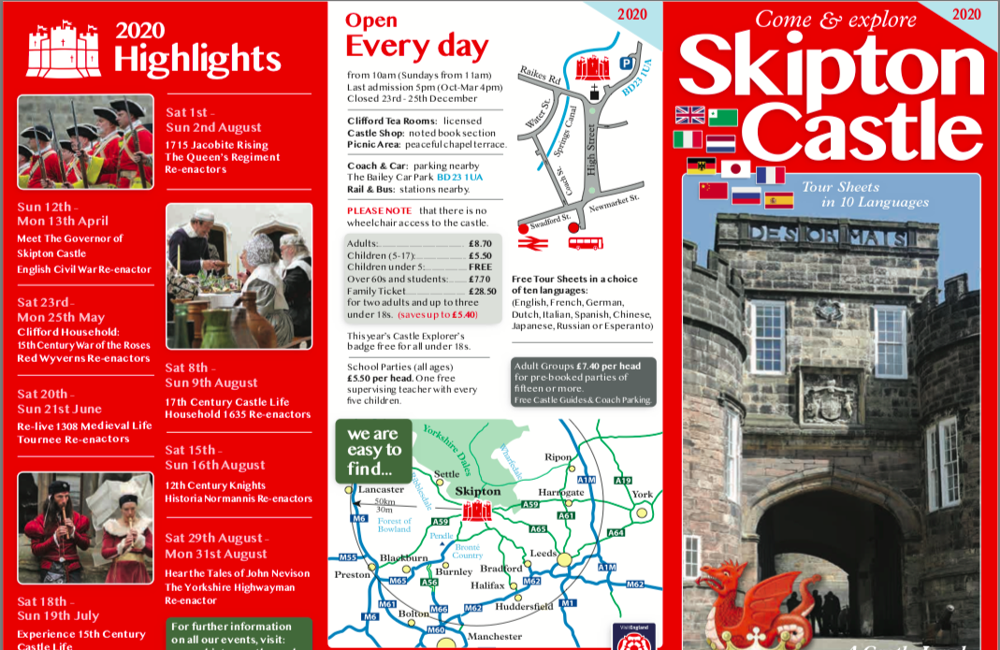 2020
Highlights
Sun 12th -
Mon 13th April
Meet The Governor of
Skipton Castle
English Civil War Re-enactor
Sat 23rd-
Mon 25th May
Clifford Household:
15th Century War of the Roses
Red Wyverns Re-enactors
Sat 20th -
Sun 21st June
Re-live 1308 Medieval Life
Tournee Re-enactors
Sat 18th -
Sun 19th July
Experience 15th Century
Castle Life
Sat 1st -
Sun 2nd August
1715 Jacobite Rising
The Queen's Regiment
Re-enactors
Sat 8th -
Sun 9th August
17th Century Castle Life
Household 1635 Re-enactors
Sat 15th -
Sun 16th August
12th Century Knights
Historia Normannis Re-enactors
Sat 29th August -
Mon 31st August
Hear the Tales of John Nevison
The Yorkshire Highwayman
Re-enactor
For further information
on all our events, visit:
Open
Every day
2020
from 10am (Sundays from 11am)
Last admission 5pm (Oct-Mar 4pm)
Closed 23rd - 25th December
Clifford Tea Rooms: licensed
Castle Shop: noted book section
Picnic Area: peaceful chapel terrace.
Coach & Car: parking nearby
The Bailey Car Park BD23 1UA
Rail & Bus: stations nearby.
PLEASE NOTE that there is no
wheelchair access to the castle.
Adults: £8.70
Children (5-17): £5.50
Children under 5: FREE
Over 60s and students: £7.70
Family Ticket £28.50
for two adults and up to three
under 18s. (saves up to £5.40)
This year's Castle Explorer's
badge free for all under 18s.
School Parties (all ages)
£5.50 per head. One free
supervising teacher with every
five children.
Raikes Rd
P
BD23 1UA
Water St.
Springs Canal
High Street
Coach St.
Newmarket St.
Swadford St.
Free Tour Sheets in a choice
of ten languages:
(English, French, German,
Dutch, Italian, Spanish, Chinese,
Japanese, Russian or Esperanto)
Adult Groups £7.40 per head
for pre-booked parties of
fifteen or more.
Free Castle Guides & Coach Parking.
we are
easy to
find...
Yorkshire Dales
Wharfedale
Ripon
Settle
A1M
A19
Lancaster
Skipton
Harrogate
York
50km
30m
A59
M6
Forest of
Bowland
A59
A61
A65
A64
Pendle
Brontë
Country
M55
Blackburn
Leeds
Preston
Burnley
Bradford
A1M
M65
A56
Halifax
M62
M62
M61
M66
M62
Huddersfield
M1
M6
Bolton
M60
Manchester
VisitEngland
Come & explore
2020
Skipton
Castle
Tour Sheets
in 10 Languages
DESORMAIS